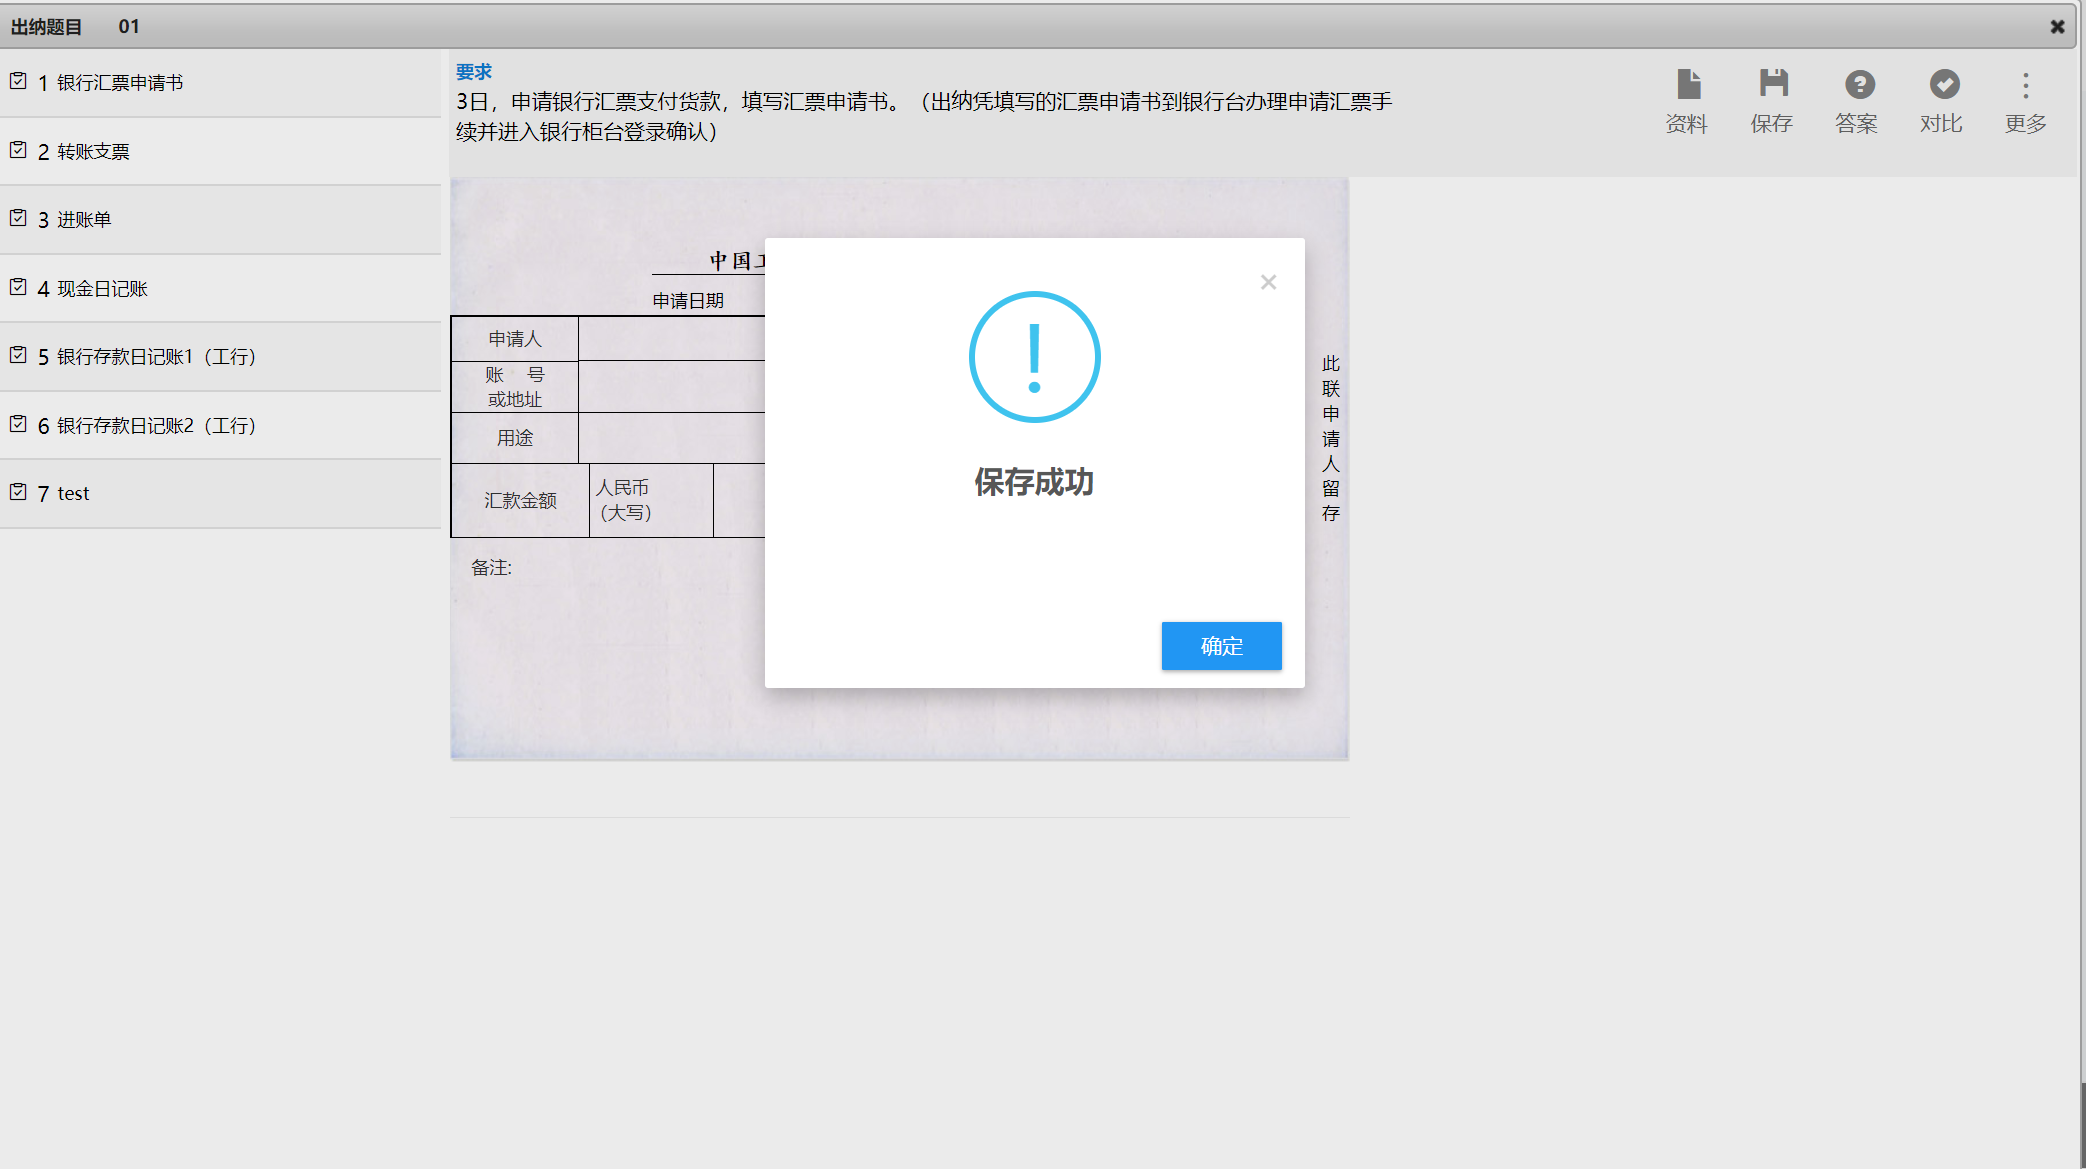 出纳题目 01
1 银行汇票申请书
2 转账支票
3 进账单
4 现金日记账
5 银行存款日记账1（工行）
6 银行存款日记账2（工行）
7 test
要求
3日，申请银行汇票支付货款，填写汇票申请书。（出纳凭填写的汇票申请书到银行台办理申请汇票手
续并进入银行柜台登录确认）
资料 保存 答案 对比 更多
中国工
申请日期
申请人
账 号
或地址
用途
汇款金额
人民币
（大写）
备注:
此联申请人留存
保存成功
确定